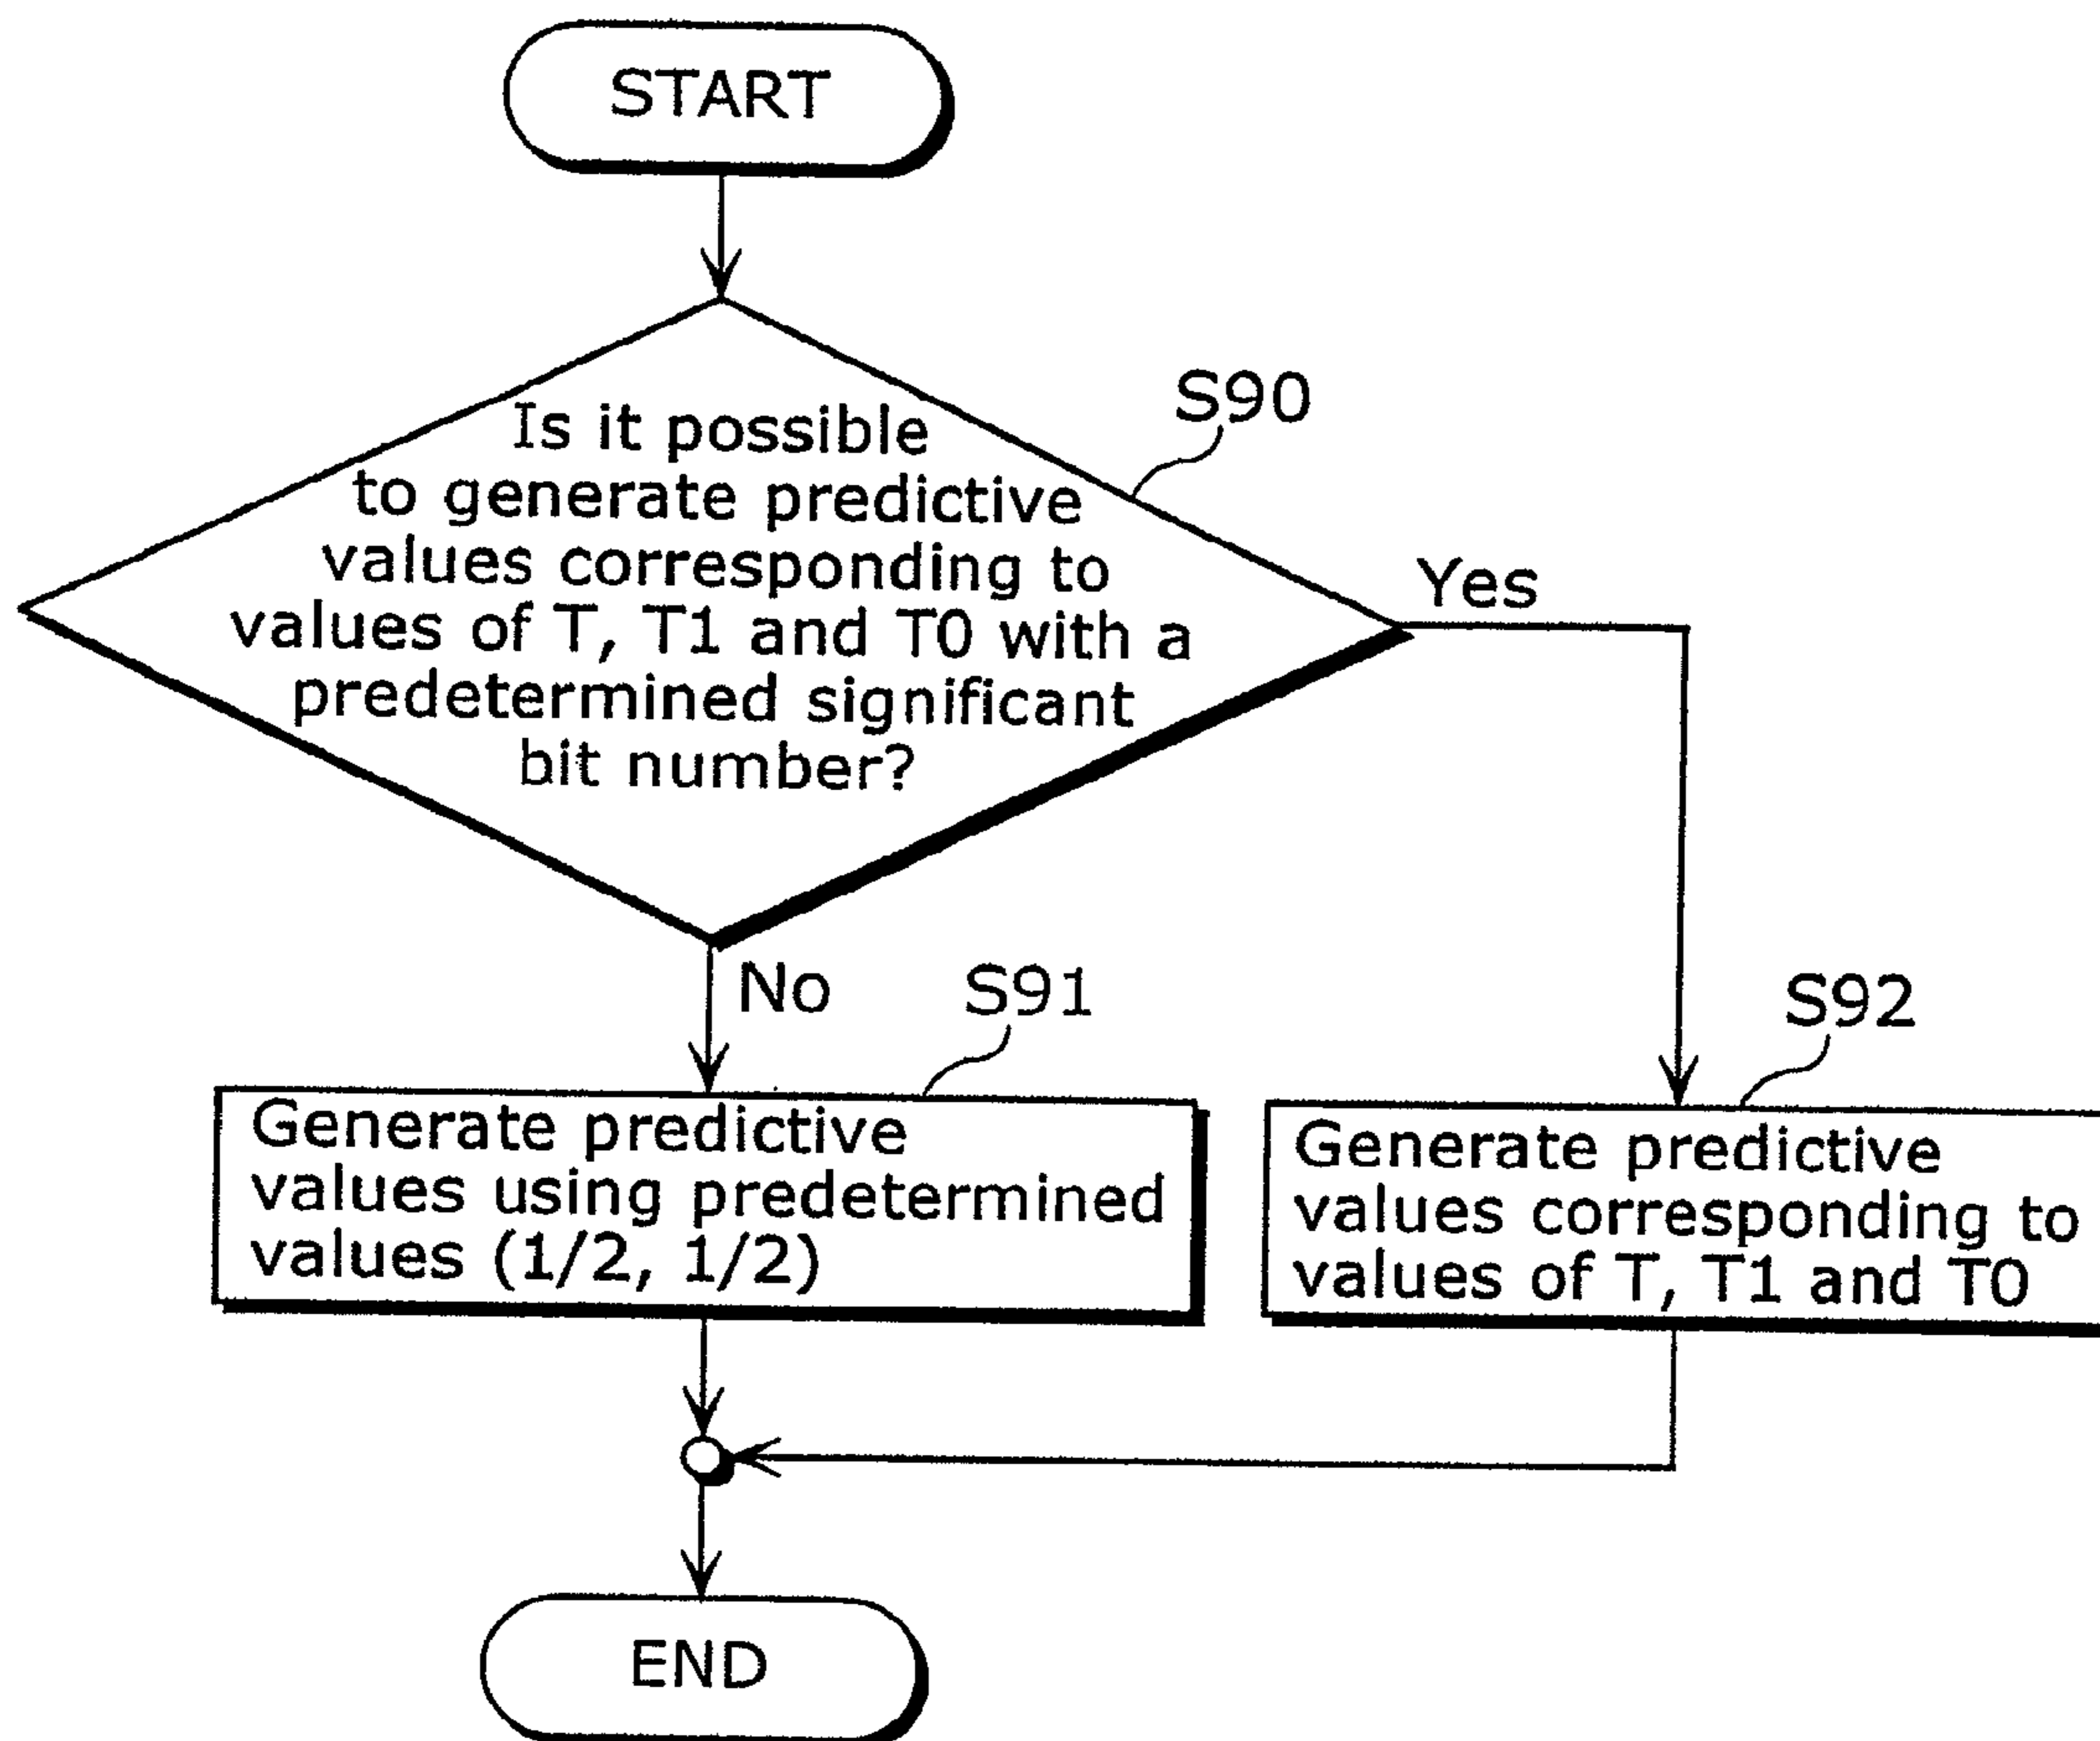 START
S90
Is it possible
to generate predictive
values corresponding to
values of T, T1 and T0 with a
predetermined significant
bit number?
Yes
No
S91
S92
Generate predictive
values using predetermined
values (1/2, 1/2)
Generate predictive
values corresponding to
values of T, T1 and T0
END